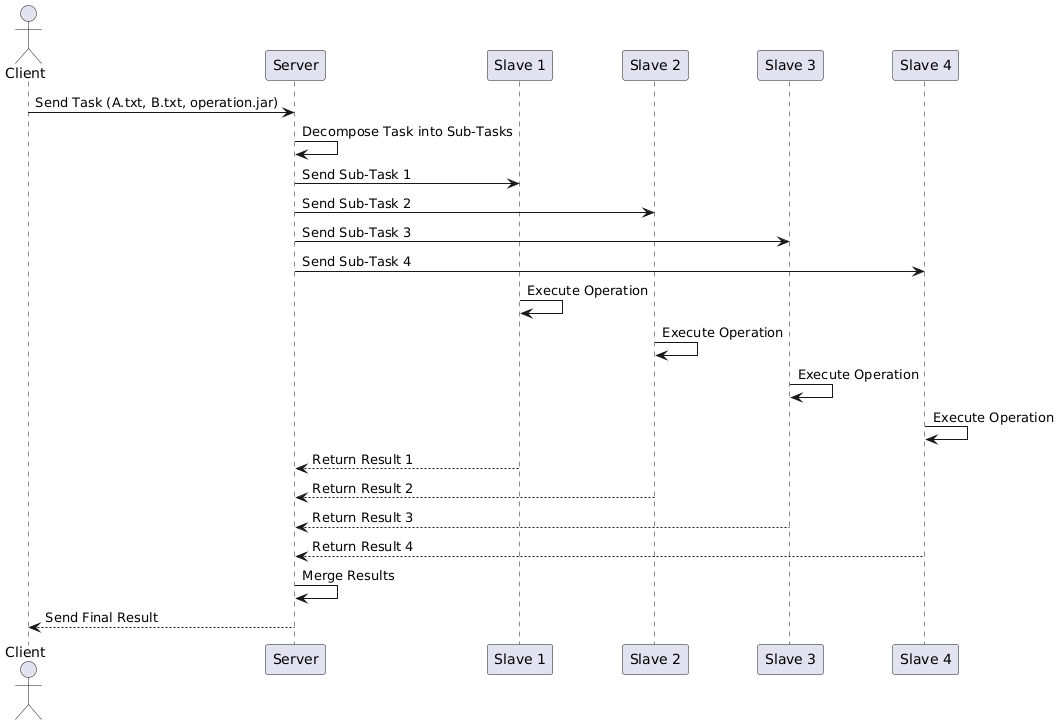 Client
Server
Slave 1
Slave 2
Slave 3
Slave 4
Send Task (A.txt, B.txt, operation.jar)
Decompose Task into Sub-Tasks
Send Sub-Task 1
Send Sub-Task 2
Send Sub-Task 3
Send Sub-Task 4
Execute Operation
Execute Operation
Execute Operation
Execute Operation
Return Result 1
Return Result 2
Return Result 3
Return Result 4
Merge Results
Send Final Result
Client
Server
Slave 1
Slave 2
Slave 3
Slave 4